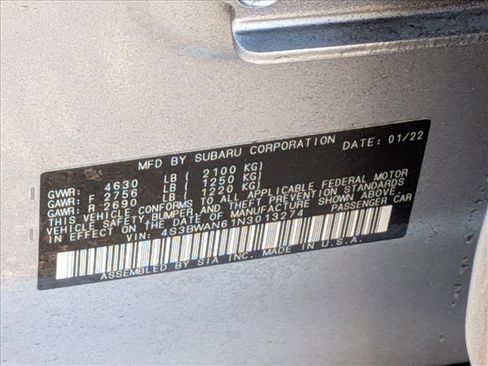 MFD BY SUBARU CORPORATION DATE: 01/22
GVWR: 4630 LB ( 2100 KG)
GAWR: F 2756 LB ( 1250 KG)
GAWR: R 2690 LB ( 1220 KG)
THIS VEHICLE CONFORMS TO ALL APPLICABLE FEDERAL MOTOR
VEHICLE SAFETY, BUMPER AND THEFT PREVENTION STANDARDS
IN EFFECT ON THE DATE OF MANUFACTURE SHOWN ABOVE.
VIN: 4S3BWAN61N3013274 PASSENGER CAR
ASSEMBLED BY SIA INC. MADE IN U.S.A.